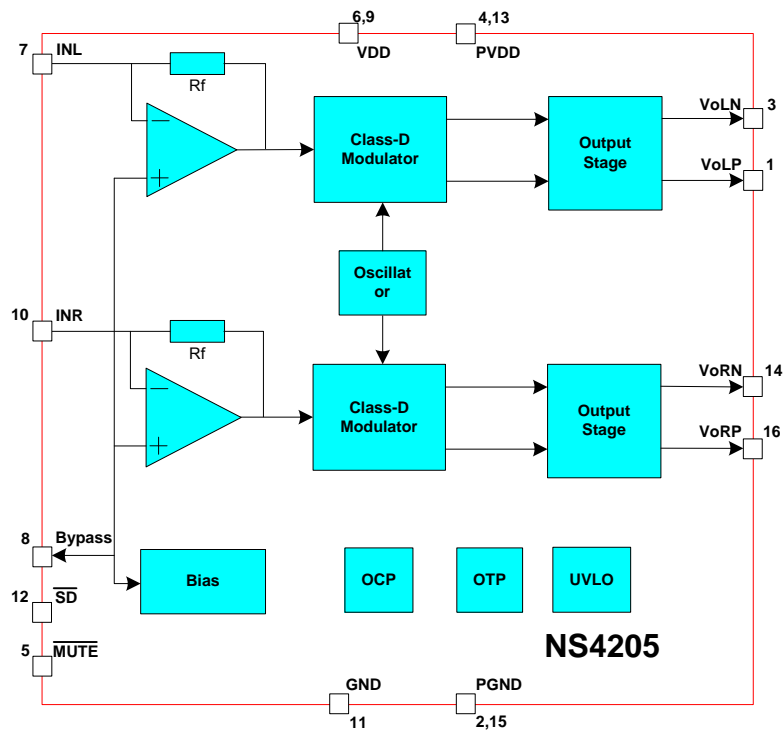 6,9
4,13
VDD
PVDD
7
INL
Rf
Class-D
Modulator
Output
Stage
VoLN
3
VoLP
1
Oscillat
or
10
INR
Rf
Class-D
Modulator
Output
Stage
VoRN
14
VoRP
16
8
Bypass
Bias
OCP
OTP
UVLO
12
SD
5
MUTE
NS4205
GND
11
PGND
2,15